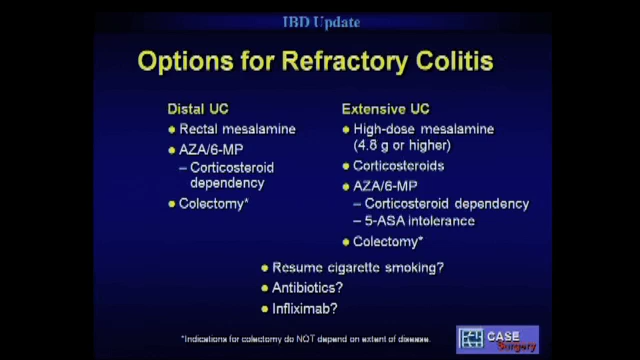 IBD Update
Options for Refractory Colitis
Distal UC
Rectal mesalamine
AZA/6-MP
– Corticosteroid
dependency
Colectomy*
Extensive UC
High-dose mesalamine
(4.8 g or higher)
Corticosteroids
AZA/6-MP
– Corticosteroid dependency
– 5-ASA intolerance
Colectomy*
Resume cigarette smoking?
Antibiotics?
Infliximab?
*Indications for colectomy do NOT depend on extent of disease.
CASE
Surgery